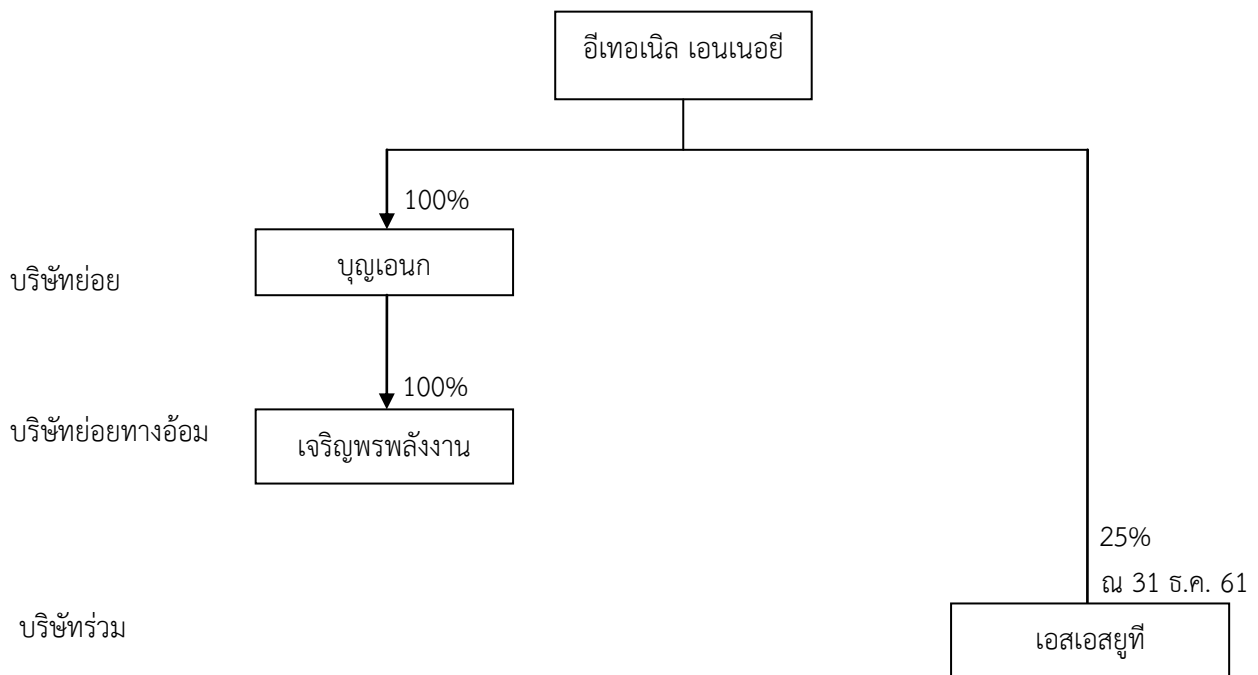 อีเทอเนิล เอนเนอยี
100%
บุญเอนก
บริษัทย่อย
100%
เจริญพรพลังงาน
บริษัทย่อยทางอ้อม
25%
ณ 31 ธ.ค. 61
บริษัทร่วม
เอสเอสยูที